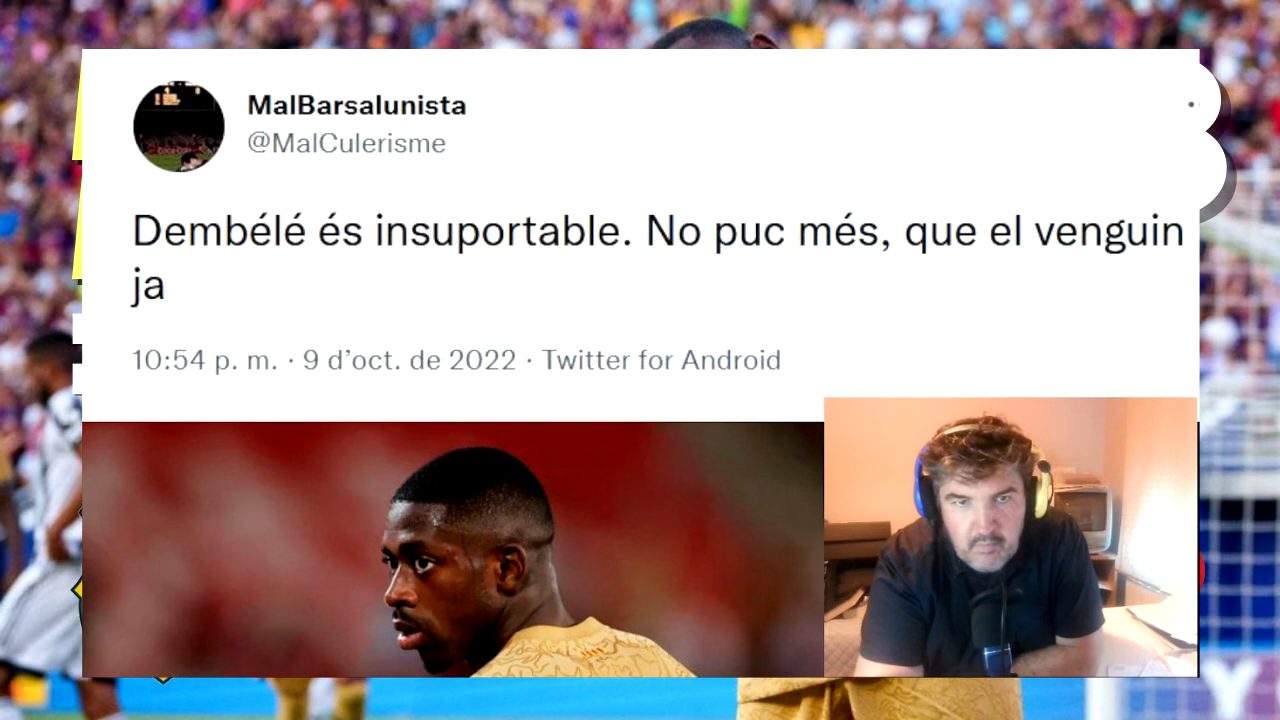 MalBarsalunista
@MalCulerisme
Dembélé és insuportable. No puc més, que el venguin
ja
10:54 p. m. · 9 d’oct. de 2022 · Twitter for Android